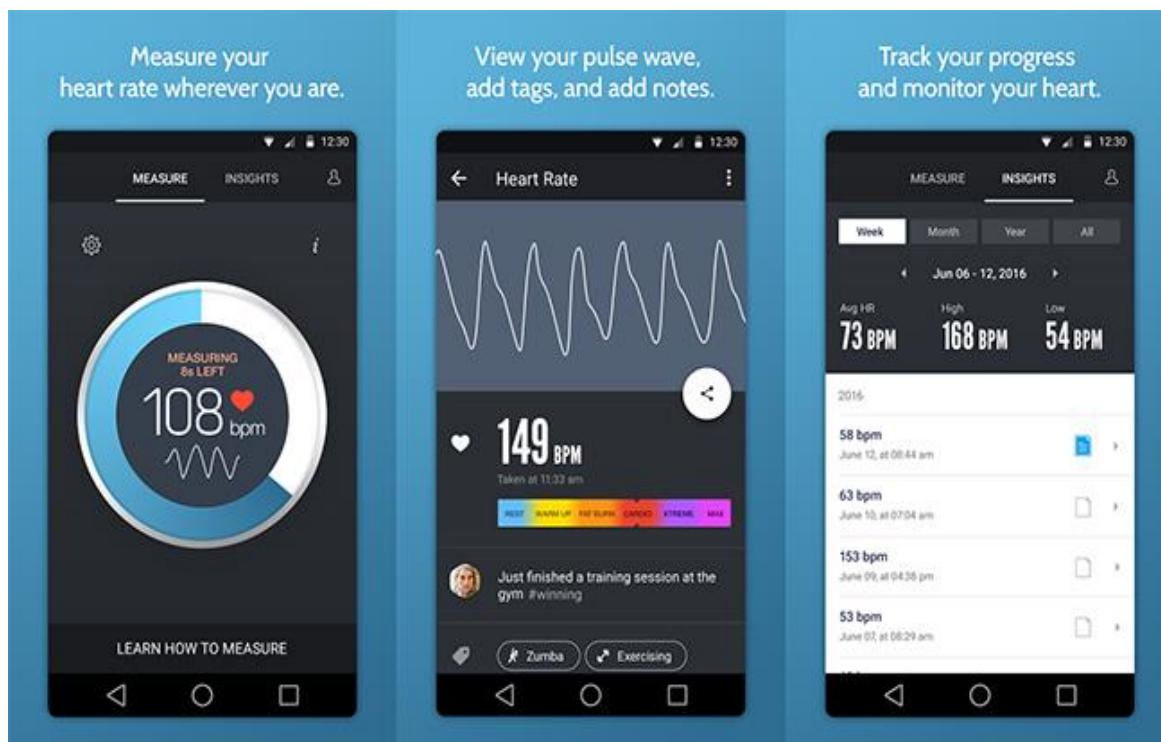 Measure your
heart rate wherever you are.
12:30
MEASURE INSIGHTS
i
MEASURING
8s LEFT
108 bpm
LEARN HOW TO MEASURE
View your pulse wave,
add tags, and add notes.
12:30
Heart Rate
149 BPM
Taken at 11:33 am
REST WARM UP FAT BURN CARDIO XTREME MAX
Just finished a training session at the
gym #winning
Zumba Exercising
Track your progress
and monitor your heart.
12:30
MEASURE INSIGHTS
Week Month Year All
Jun 06 - 12, 2016
Avg HR High Low
73 BPM 168 BPM 54 BPM
2016
58 bpm
June 12, at 08:44 am
63 bpm
June 10, at 07:04 am
153 bpm
June 09, at 04:38 pm
53 bpm
June 07, at 08:29 am